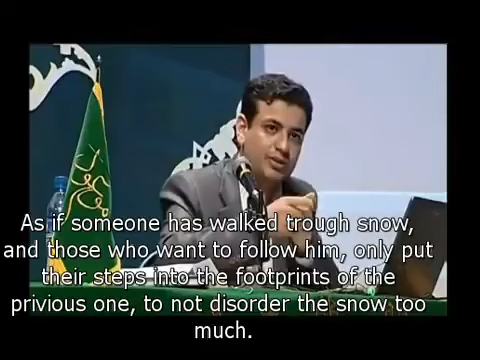 As if someone has walked trough snow,
and those who want to follow him, only put
their steps into the footprints of the
privious one, to not disorder the snow too
much.